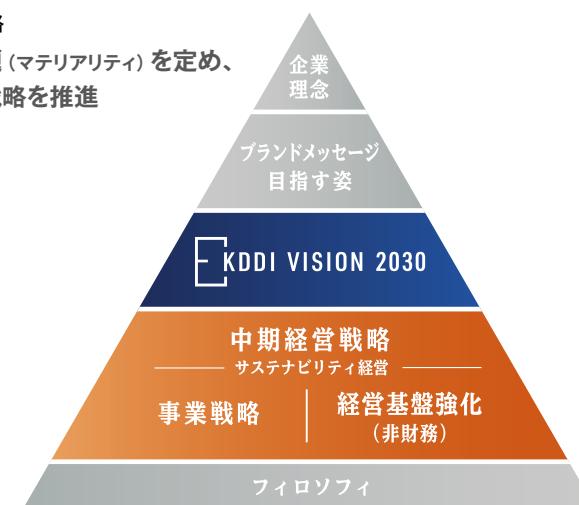 略
(マテリアリティ) を定め、
略を推進
企業
理念
ブランドメッセージ
目指す姿
KDDI VISION 2030
中期経営戦略
サステナビリティ経営
事業戦略
経営基盤強化
(非財務)
フィロソフィ